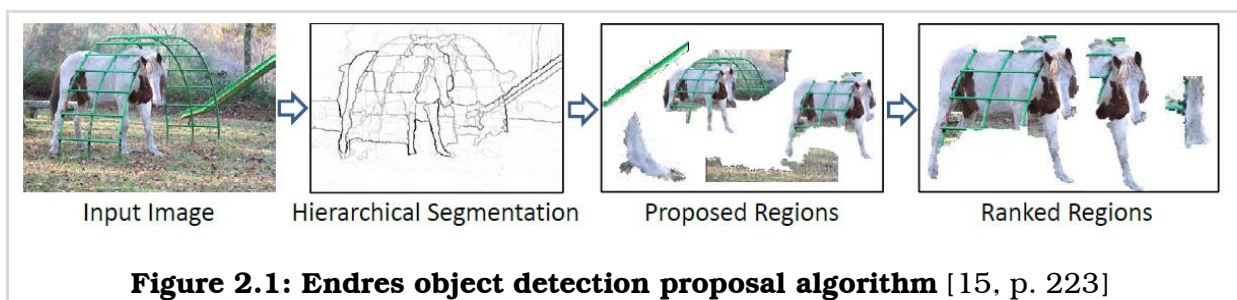 Input Image
Hierarchical Segmentation
Proposed Regions
Ranked Regions
Figure 2.1: Endres object detection proposal algorithm [15, p. 223]